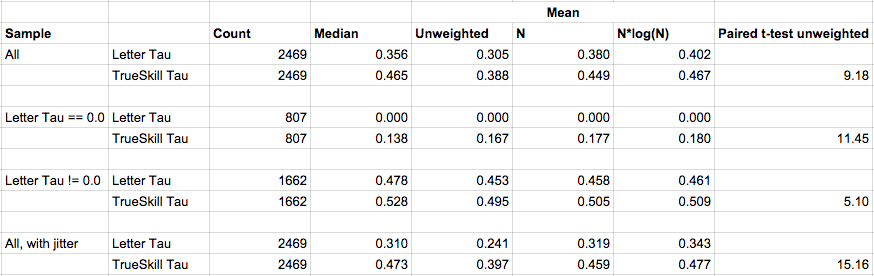 Mean
Sample Count Median Unweighted N N*log(N) Paired t-test unweighted
All Letter Tau 2469 0.356 0.305 0.380 0.402
TrueSkill Tau 2469 0.465 0.388 0.449 0.467 9.18
Letter Tau == 0.0 Letter Tau 807 0.000 0.000 0.000 0.000
TrueSkill Tau 807 0.138 0.167 0.177 0.180 11.45
Letter Tau != 0.0 Letter Tau 1662 0.478 0.453 0.458 0.461
TrueSkill Tau 1662 0.528 0.495 0.505 0.509 5.10
All, with jitter Letter Tau 2469 0.310 0.241 0.319 0.343
TrueSkill Tau 2469 0.473 0.397 0.459 0.477 15.16